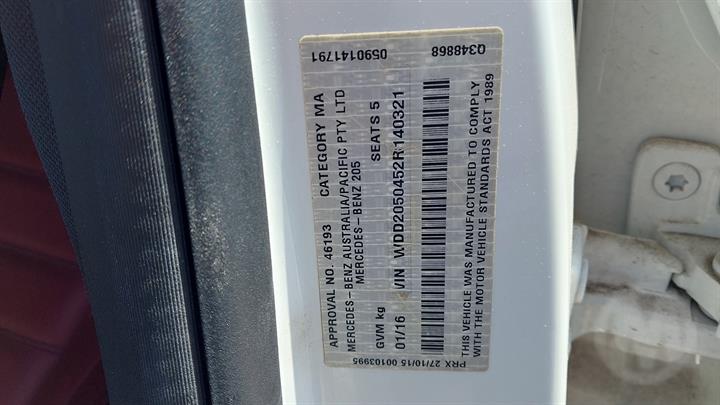 0590141791 Q348868
APPROVAL NO. 46193 CATEGORY MA
MERCEDES-BENZ AUSTRALIA/PACIFIC PTY LTD
MERCEDES-BENZ 205
GVM kg SEATS 5
01/16 VIN WDD2050452R140321
THIS VEHICLE WAS MANUFACTURED TO COMPLY
WITH THE MOTOR VEHICLE STANDARDS ACT 1989
PRX 27/10/15 00103995